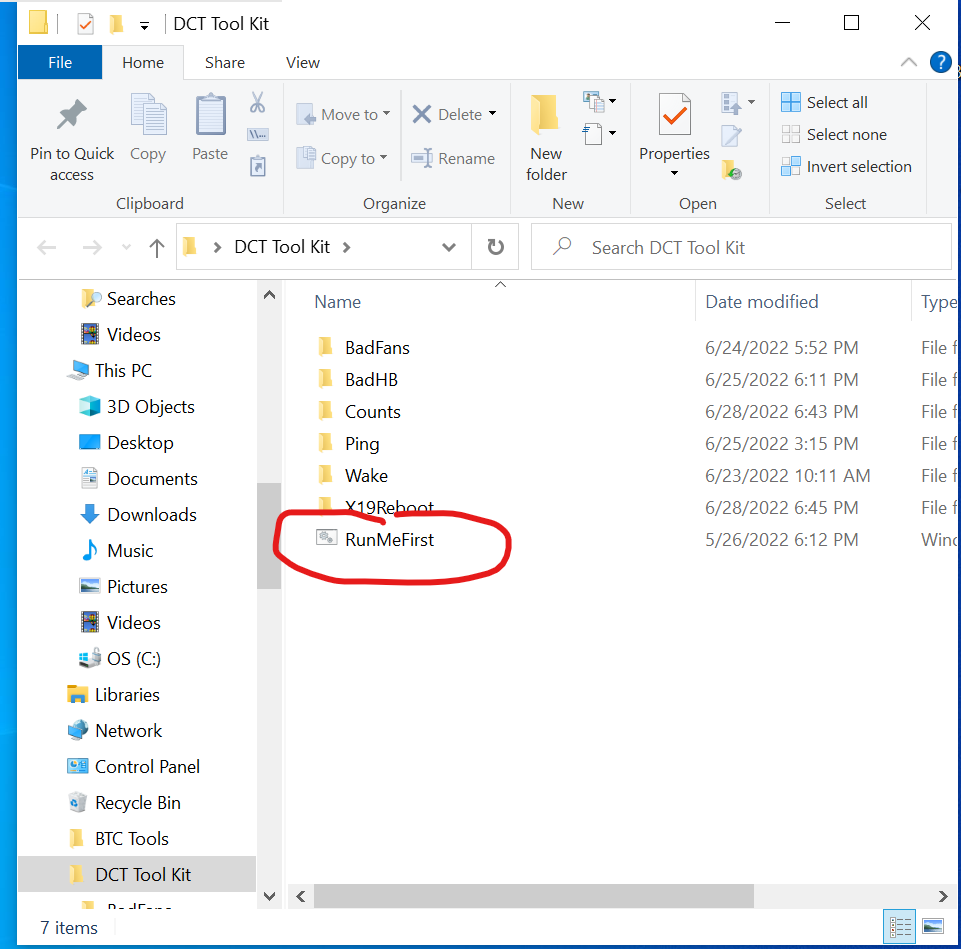 DCT Tool Kit
File Home Share View
Pin to Quick access
Copy
Paste
Clipboard
Move to
Copy to
Delete
Rename
Organize
New folder
New
Properties
Open
Select all
Select none
Invert selection
Select
DCT Tool Kit
Search DCT Tool Kit
Searches
Videos
This PC
3D Objects
Desktop
Documents
Downloads
Music
Pictures
Videos
OS (C:)
Libraries
Network
Control Panel
Recycle Bin
BTC Tools
DCT Tool Kit
BadFans
Name Date modified Type
BadFans 6/24/2022 5:52 PM File f
BadHB 6/25/2022 6:11 PM File f
Counts 6/28/2022 6:43 PM File f
Ping 6/25/2022 3:15 PM File f
Wake 6/23/2022 10:11 AM File f
X19Reboot 6/28/2022 6:45 PM File f
RunMeFirst 5/26/2022 6:12 PM Winc
7 items